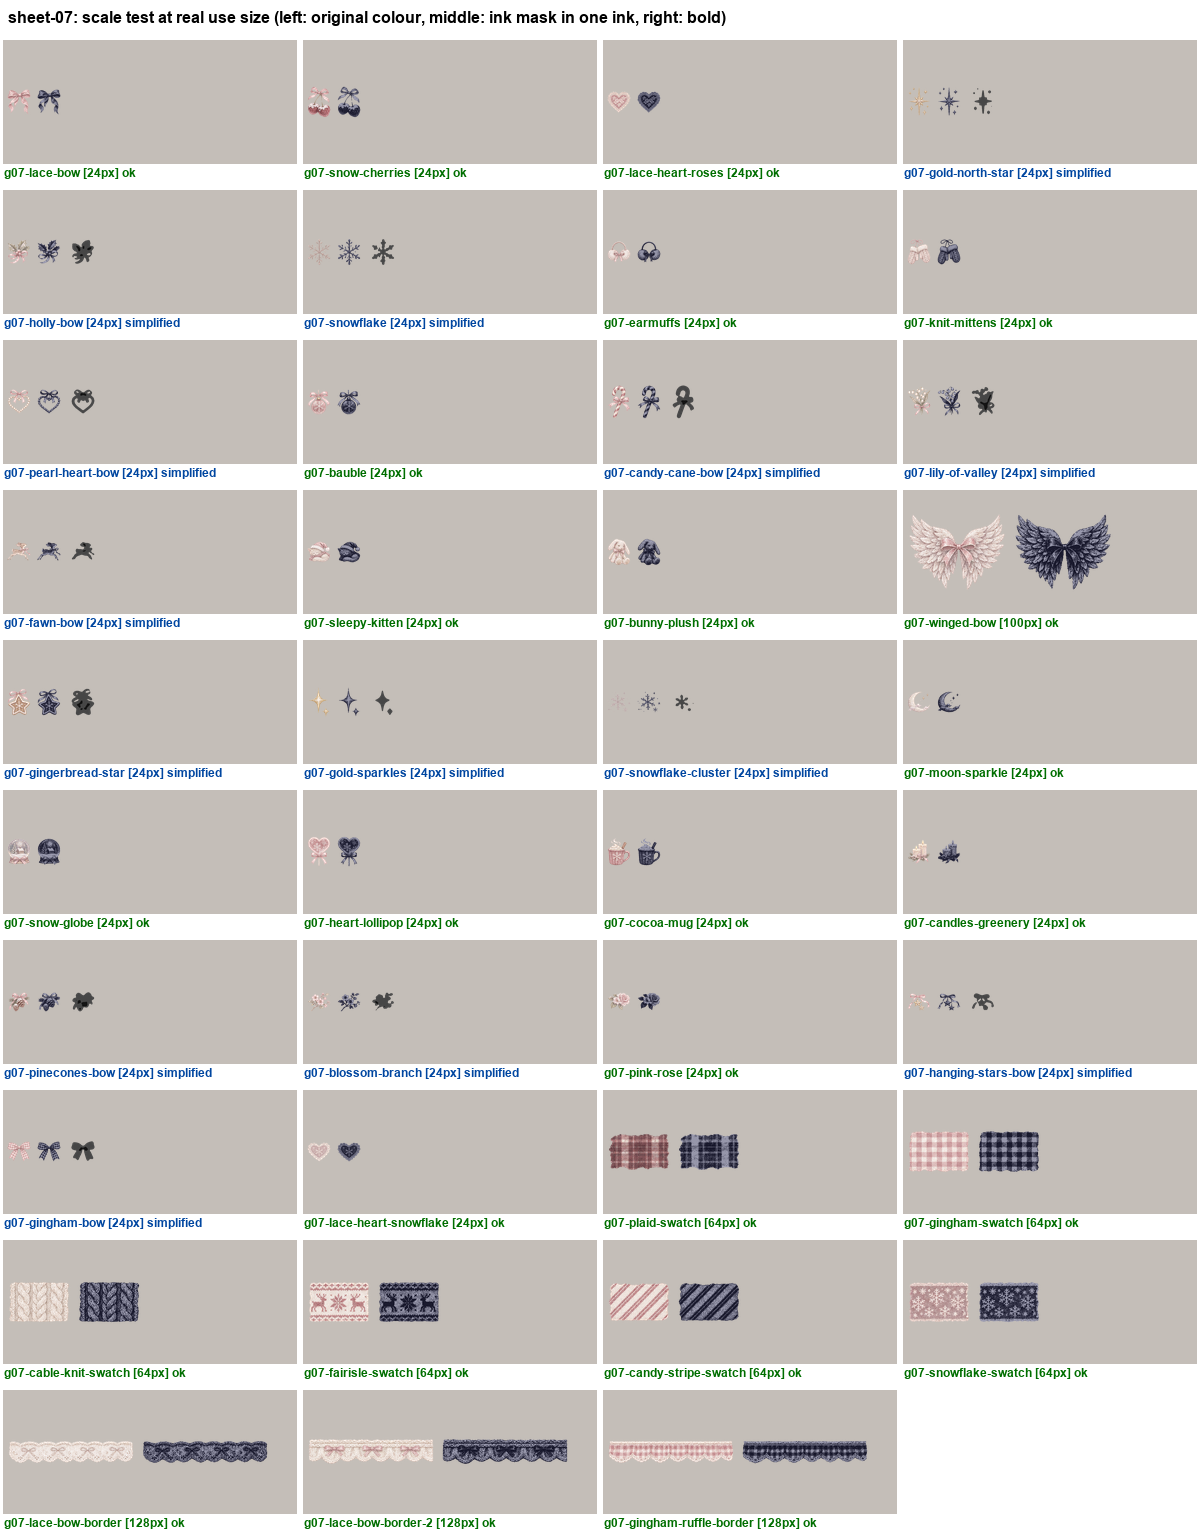 sheet-07: scale test at real use size (left: original colour, middle: ink mask in one ink, right: bold)
g07-lace-bow [24px] ok
g07-snow-cherries [24px] ok
g07-lace-heart-roses [24px] ok
g07-gold-north-star [24px] simplified
g07-holly-bow [24px] simplified
g07-snowflake [24px] simplified
g07-earmuffs [24px] ok
g07-knit-mittens [24px] ok
g07-pearl-heart-bow [24px] simplified
g07-bauble [24px] ok
g07-candy-cane-bow [24px] simplified
g07-lily-of-valley [24px] simplified
g07-fawn-bow [24px] simplified
g07-sleepy-kitten [24px] ok
g07-bunny-plush [24px] ok
g07-winged-bow [100px] ok
g07-gingerbread-star [24px] simplified
g07-gold-sparkles [24px] simplified
g07-snowflake-cluster [24px] simplified
g07-moon-sparkle [24px] ok
g07-snow-globe [24px] ok
g07-heart-lollipop [24px] ok
g07-cocoa-mug [24px] ok
g07-candles-greenery [24px] ok
g07-pinecones-bow [24px] simplified
g07-blossom-branch [24px] simplified
g07-pink-rose [24px] ok
g07-hanging-stars-bow [24px] simplified
g07-gingham-bow [24px] simplified
g07-lace-heart-snowflake [24px] ok
g07-plaid-swatch [64px] ok
g07-gingham-swatch [64px] ok
g07-cable-knit-swatch [64px] ok
g07-fairisle-swatch [64px] ok
g07-candy-stripe-swatch [64px] ok
g07-snowflake-swatch [64px] ok
g07-lace-bow-border [128px] ok
g07-lace-bow-border-2 [128px] ok
g07-gingham-ruffle-border [128px] ok